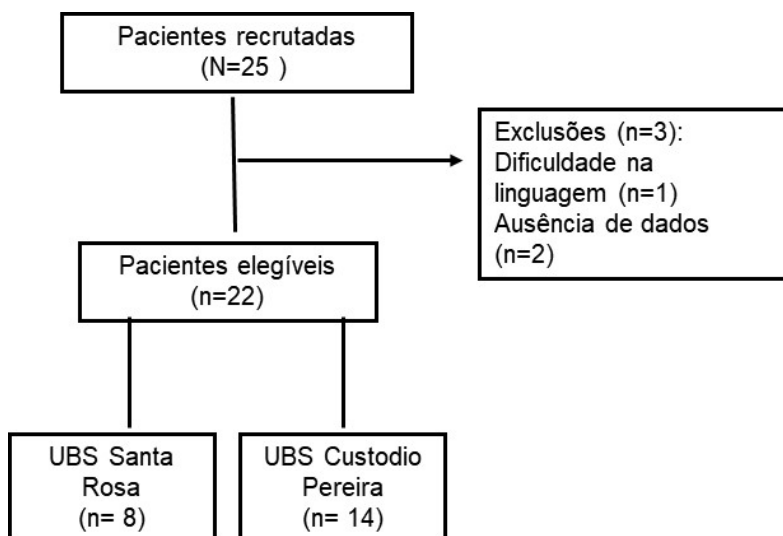 Pacientes recrutadas
(N=25 )
Exclusões (n=3):
Dificuldade na
linguagem (n=1)
Ausência de dados
(n=2)
Pacientes elegíveis
(n=22)
UBS Santa
Rosa
(n= 8)
UBS Custodio
Pereira
(n= 14)